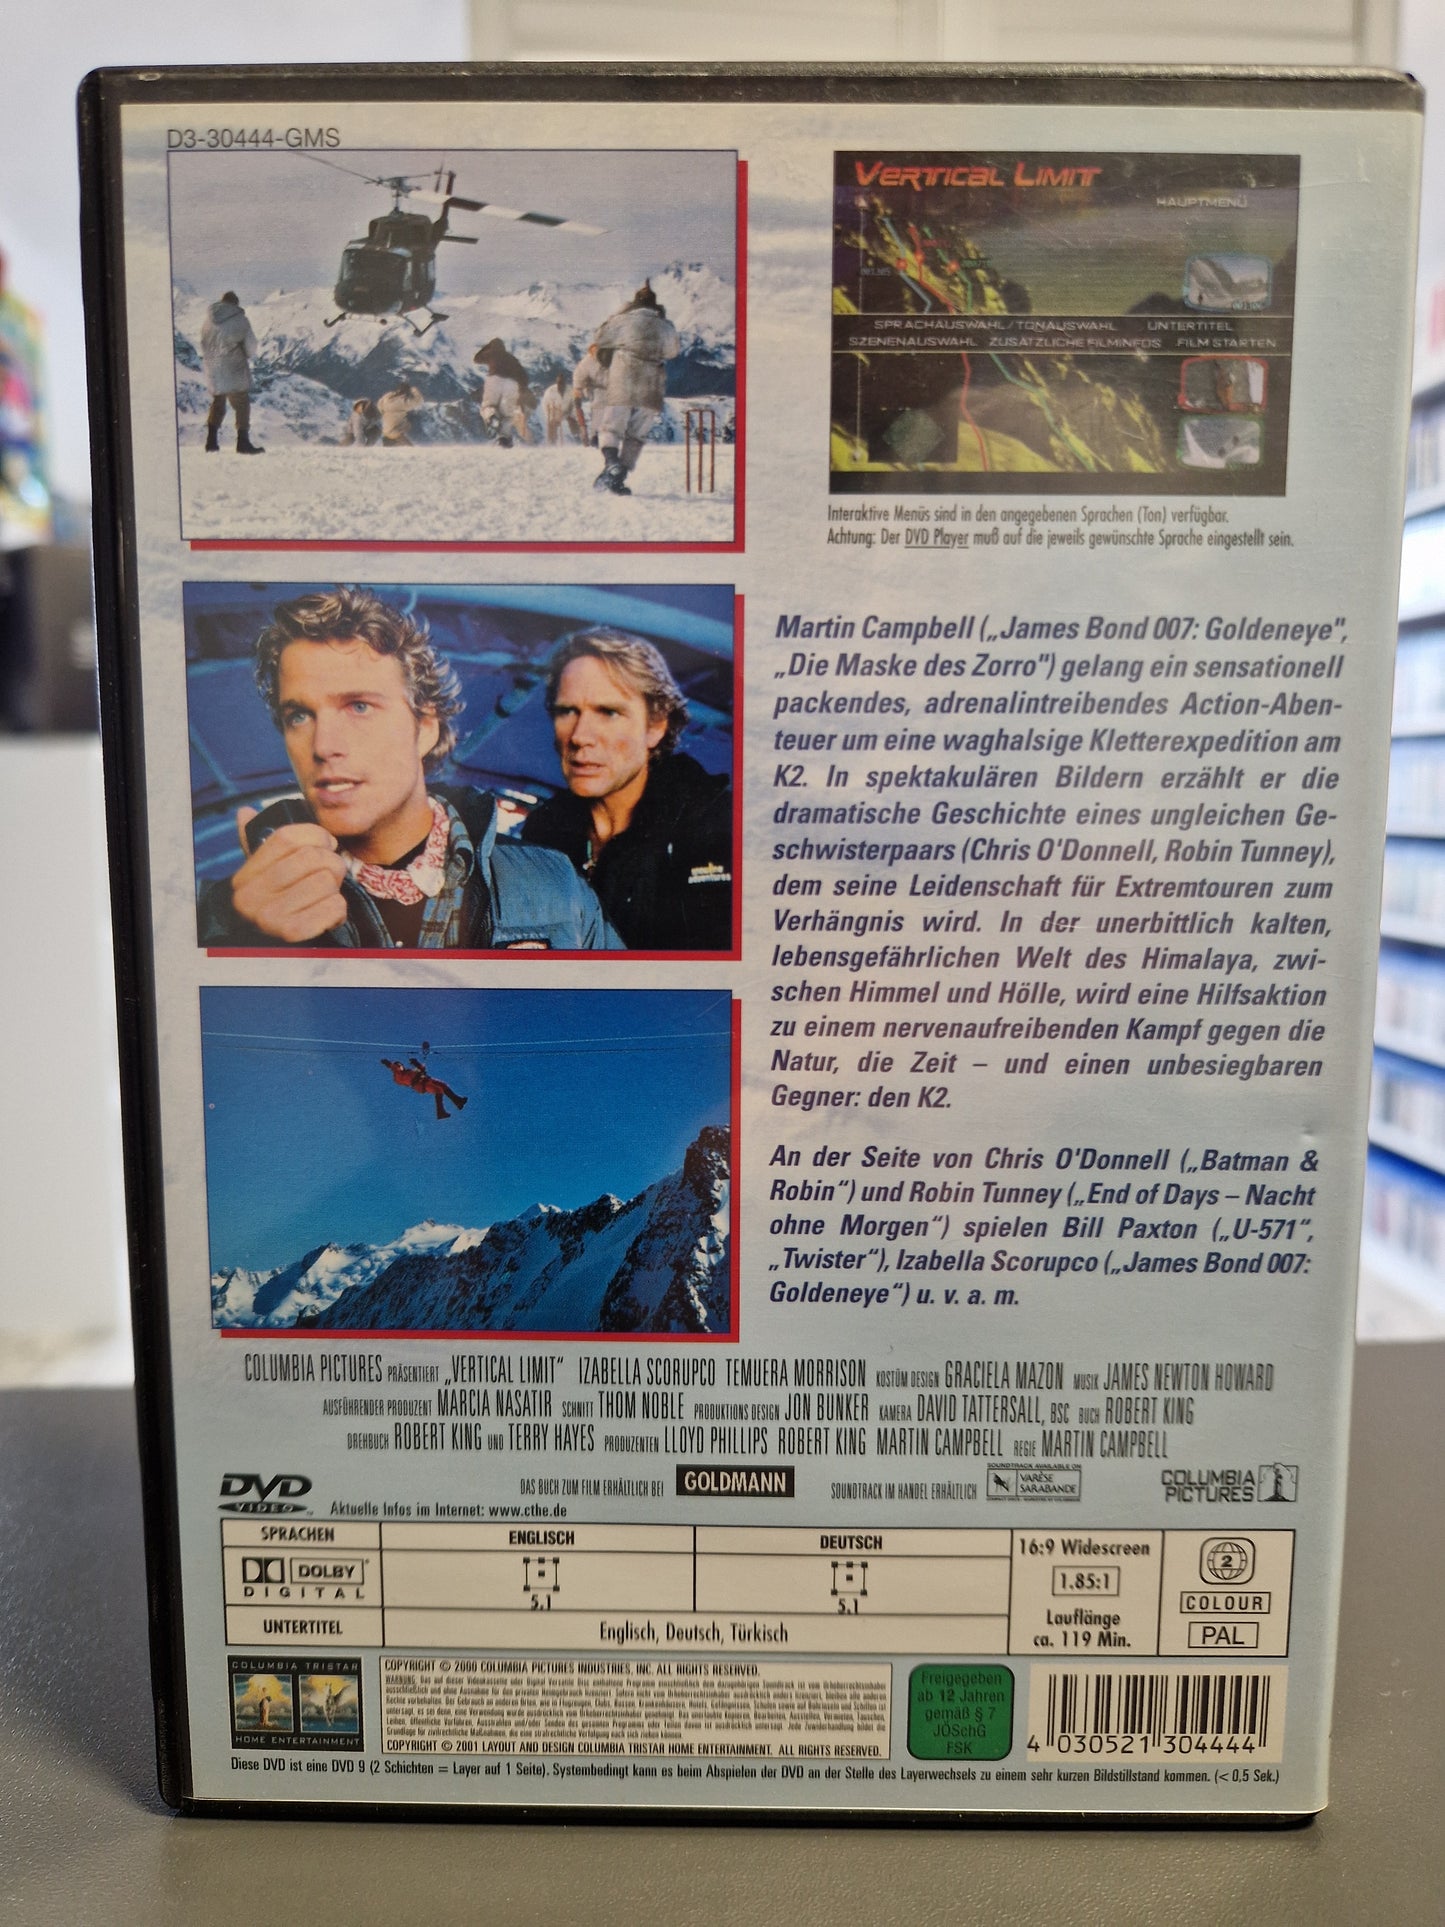 D3-30444-GMS
VERTICAL LIMIT
HAUPTMENÜ
SPRACHAUSWAHL / TONAUSWAHL UNTERTITEL
SZENENAUSWAHL ZUSÄTZLICHE FILMINFOS FILM STARTEN
Interaktive Menüs sind in den angegebenen Sprachen (Ton) verfügbar.
Achtung: Der DVD Player muß auf die jeweils gewünschte Sprache eingestellt sein.
Martin Campbell („James Bond 007: Goldeneye",
„Die Maske des Zorro") gelang ein sensationell
packendes, adrenalintreibendes Action-Aben-
teuer um eine waghalsige Kletterexpedition am
K2. In spektakulären Bildern erzählt er die
dramatische Geschichte eines ungleichen Ge-
schwisterpaars (Chris O'Donnell, Robin Tunney),
dem seine Leidenschaft für Extremtouren zum
Verhängnis wird. In der unerbittlich kalten,
lebensgefährlichen Welt des Himalaya, zwi-
schen Himmel und Hölle, wird eine Hilfsaktion
zu einem nervenaufreibenden Kampf gegen die
Natur, die Zeit – und einen unbesiegbaren
Gegner: den K2.
An der Seite von Chris O'Donnell („Batman &
Robin“) und Robin Tunney („End of Days – Nacht
ohne Morgen“) spielen Bill Paxton („U-571“,
„Twister“), Izabella Scorupco („James Bond 007:
Goldeneye“) u. v. a. m.
COLUMBIA PICTURES PRÄSENTIERT „VERTICAL LIMIT“ IZABELLA SCORUPCO TEMUERA MORRISON KOSTÜM DESIGN GRACIELA MAZON MUSIK JAMES NEWTON HOWARD
AUSFÜHRENDER PRODUZENT MARCIA NASATIR SCHNITT THOM NOBLE PRODUKTIONS DESIGN JON BUNKER KAMERA DAVID TATTERSALL, BSC BUCH ROBERT KING
DREHBUCH ROBERT KING UND TERRY HAYES PRODUZENTEN LLOYD PHILLIPS ROBERT KING MARTIN CAMPBELL REGIE MARTIN CAMPBELL
DVD VIDEO
DAS BUCH ZUM FILM ERHÄLTLICH BEI GOLDMANN
SOUNDTRACK IM HANDEL ERHÄLTLICH
SOUNDTRACK AVAILABLE ON
VARÈSE
SARABANDE
COLUMBIA
PICTURES
Aktuelle Infos im Internet: www.cthe.de
SPRACHEN ENGLISCH DEUTSCH
DOLBY
DIGITAL
5.1 5.1
UNTERTITEL Englisch, Deutsch, Türkisch
16:9 Widescreen
1.85:1
Lauflänge
ca. 119 Min.
2
COLOUR
PAL
COLUMBIA TRISTAR
HOME ENTERTAINMENT
COPYRIGHT © 2000 COLUMBIA PICTURES INDUSTRIES, INC. ALL RIGHTS RESERVED.
COPYRIGHT © 2001 LAYOUT AND DESIGN COLUMBIA TRISTAR HOME ENTERTAINMENT. ALL RIGHTS RESERVED.
Freigegeben
ab 12 Jahren
gemäß § 7
JÖSchG
FSK
4 030521 304444
Diese DVD ist eine DVD 9 (2 Schichten = Layer auf 1 Seite). Systembedingt kann es beim Abspielen der DVD an der Stelle des Layerwechsels zu einem sehr kurzen Bildstillstand kommen. (< 0,5 Sek.)